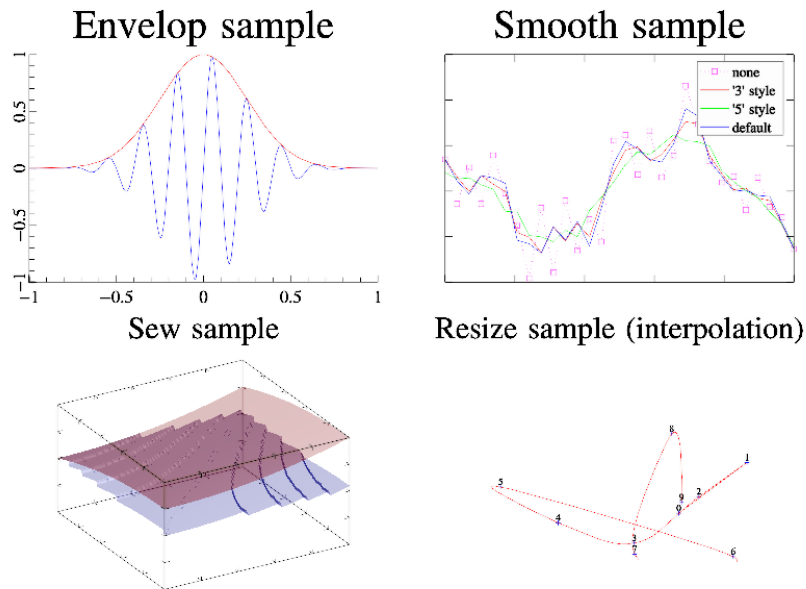 Envelop sample
Smooth sample
1
0.5
0
−0.5
−1
−1
−0.5
0
0.5
1
none
'3' style
'5' style
default
Sew sample
Resize sample (interpolation)
8
1
5
9
2
0
4
3
7
6